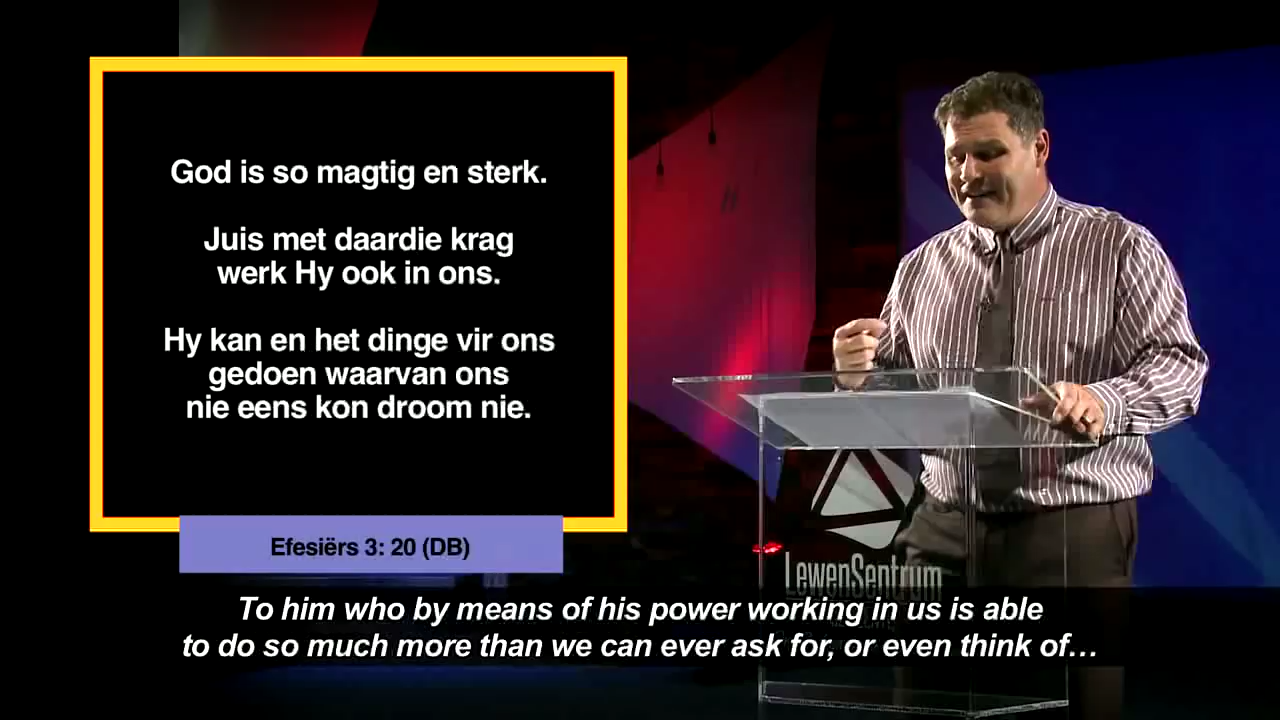 God is so magtig en sterk.
Juis met daardie krag
werk Hy ook in ons.
Hy kan en het dinge vir ons
gedoen waarvan ons
nie eens kon droom nie.
Efesiërs 3: 20 (DB)
LewenSentrum
To him who by means of his power working in us is able
to do so much more than we can ever ask for, or even think of...